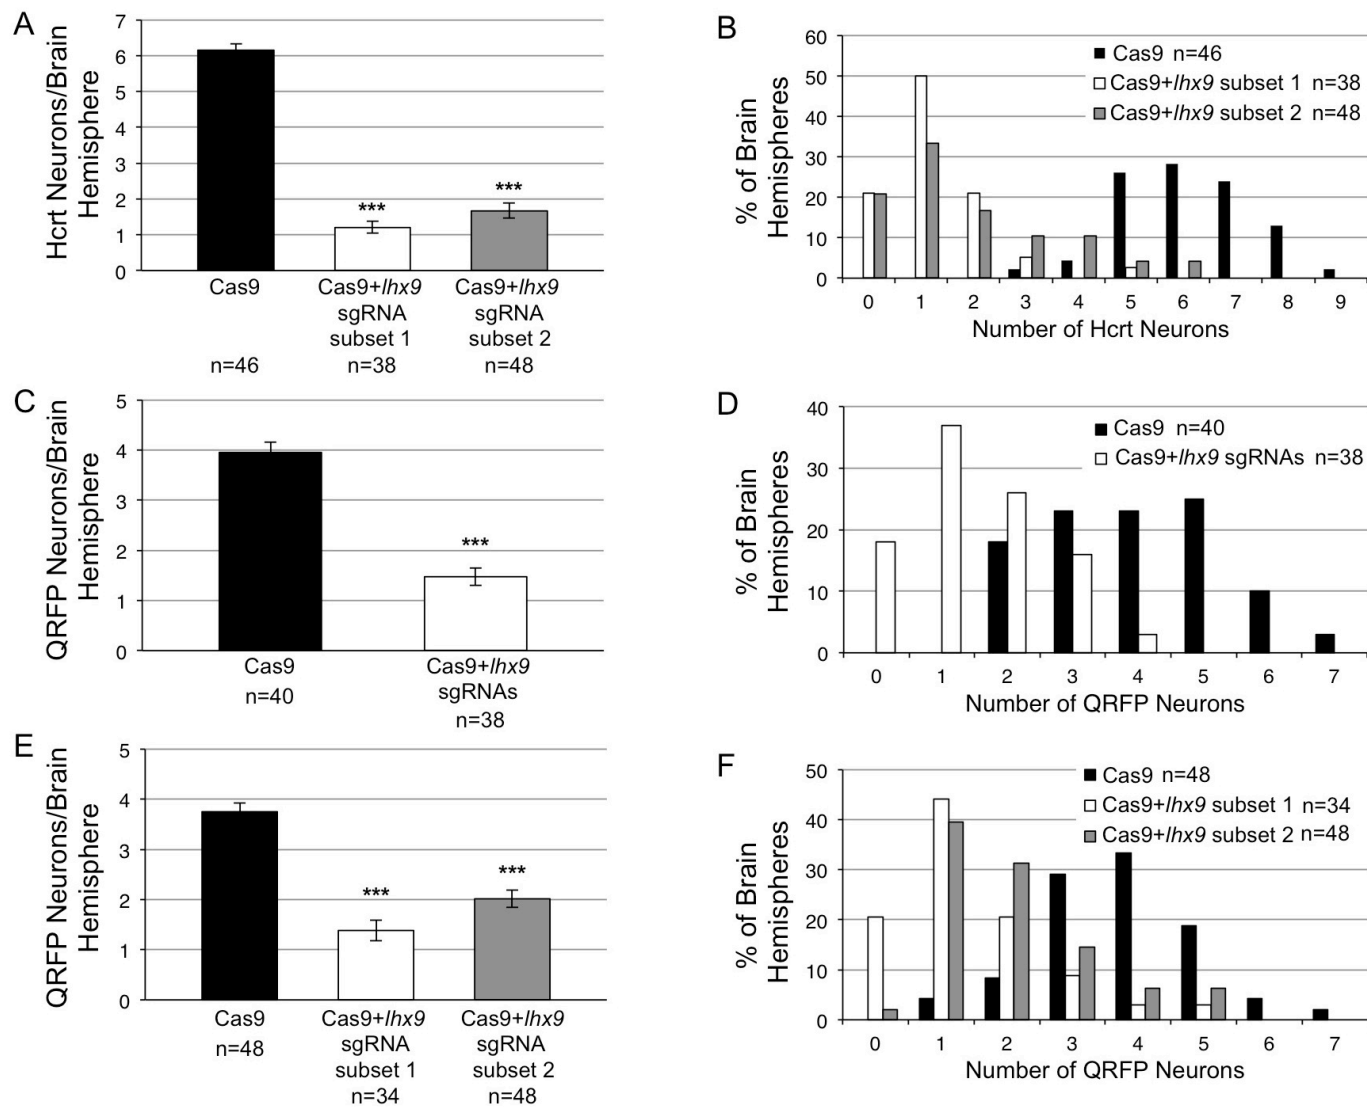 A
Hcrt Neurons/Brain
Hemisphere
7
6
5
4
3
2
1
0
***
***
Cas9
n=46
Cas9+lhx9
sgRNA
subset 1
n=38
Cas9+lhx9
sgRNA
subset 2
n=48
B
% of Brain
Hemispheres
60
50
40
30
20
10
0
Cas9 n=46
Cas9+lhx9 subset 1 n=38
Cas9+lhx9 subset 2 n=48
0 1 2 3 4 5 6 7 8 9
Number of Hcrt Neurons
C
QRFP Neurons/Brain
Hemisphere
5
4
3
2
1
0
***
Cas9
n=40
Cas9+lhx9
sgRNAs
n=38
D
% of Brain
Hemispheres
40
30
20
10
0
Cas9 n=40
Cas9+lhx9 sgRNAs n=38
0 1 2 3 4 5 6 7
Number of QRFP Neurons
E
QRFP Neurons/Brain
Hemisphere
5
4
3
2
1
0
***
***
Cas9
n=48
Cas9+lhx9
sgRNA
subset 1
n=34
Cas9+lhx9
sgRNA
subset 2
n=48
F
% of Brain
Hemispheres
50
40
30
20
10
0
Cas9 n=48
Cas9+lhx9 subset 1 n=34
Cas9+lhx9 subset 2 n=48
0 1 2 3 4 5 6 7
Number of QRFP Neurons